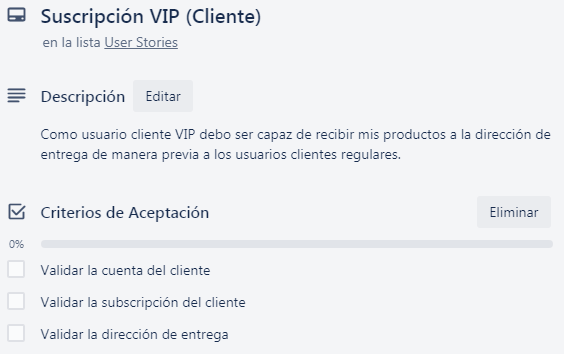 Suscripción VIP (Cliente)
en la lista User Stories
Descripción Editar
Como usuario cliente VIP debo ser capaz de recibir mis productos a la dirección de
entrega de manera previa a los usuarios clientes regulares.
Criterios de Aceptación Eliminar
0%
Validar la cuenta del cliente
Validar la subscripción del cliente
Validar la dirección de entrega